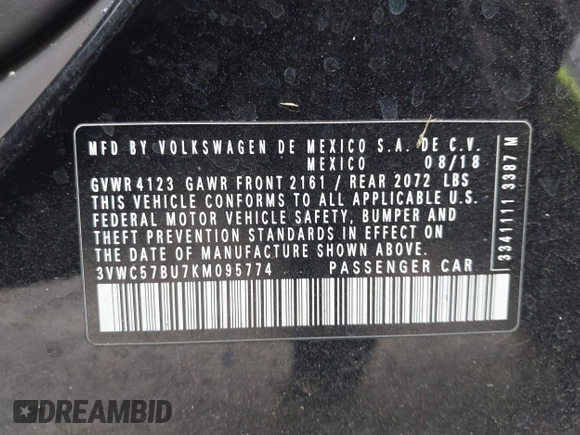 MFD BY VOLKSWAGEN DE MEXICO S.A. DE C.V.
MEXICO 08/18
GVWR 4123 GAWR FRONT 2161 / REAR 2072 LBS
THIS VEHICLE CONFORMS TO ALL APPLICABLE U.S.
FEDERAL MOTOR VEHICLE SAFETY, BUMPER AND
THEFT PREVENTION STANDARDS IN EFFECT ON
THE DATE OF MANUFACTURE SHOWN ABOVE.
3VWC57BU7KM095774 PASSENGER CAR
3341111 3387 M
DREAMBID